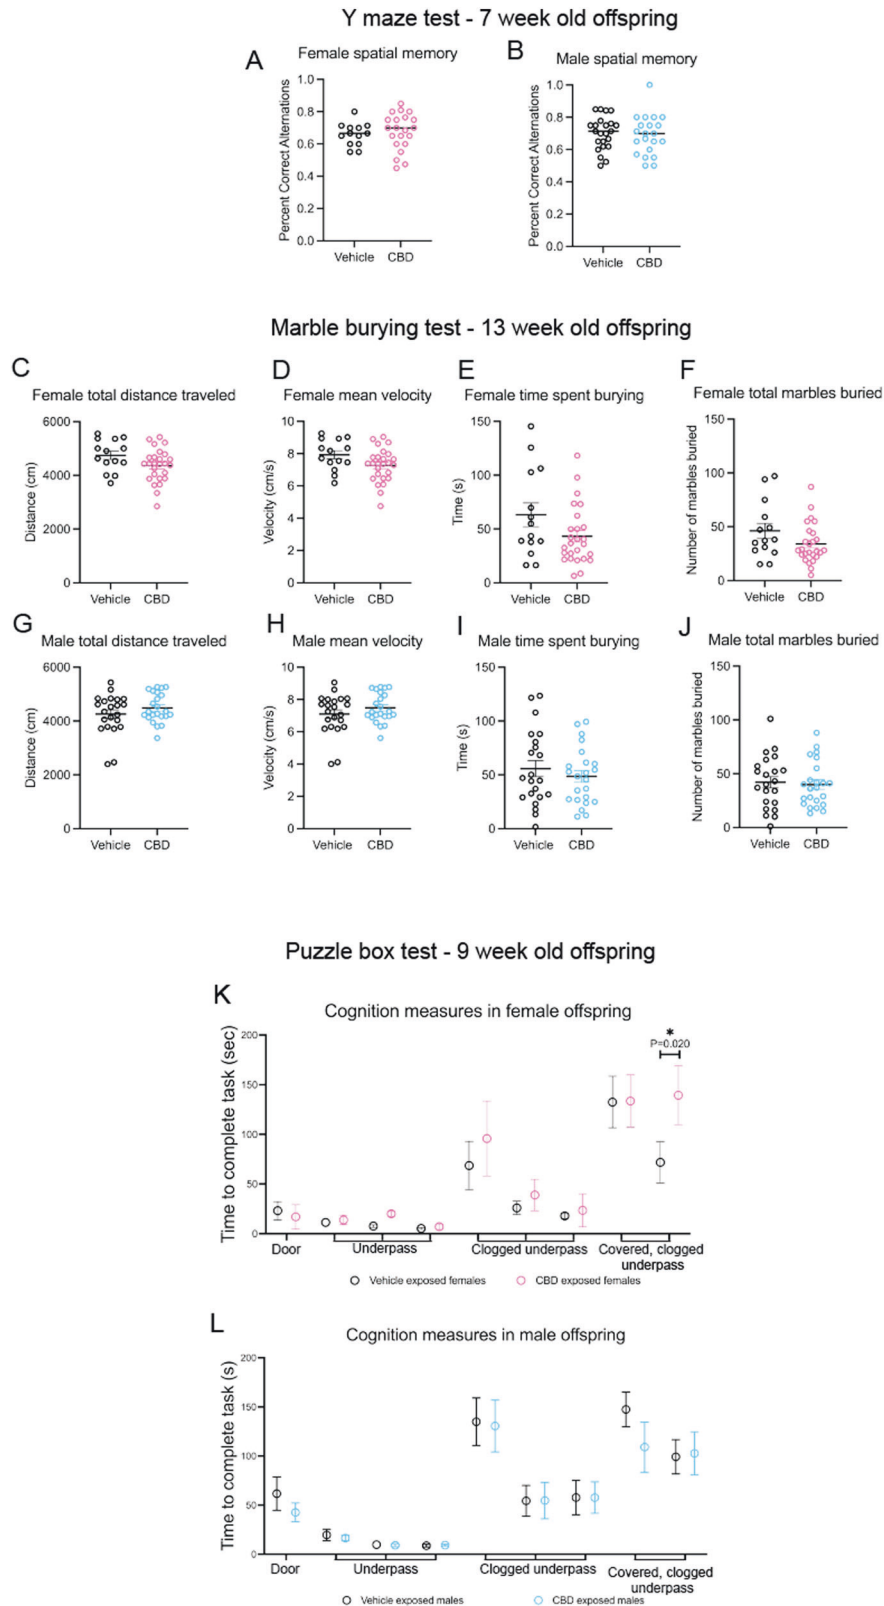 Y maze test - 7 week old offspring
A
Female spatial memory
Percent Correct Alternations
1.0
0.8
0.6
0.4
0.2
0.0
Vehicle
CBD
B
Male spatial memory
Percent Correct Alternations
1.0
0.8
0.6
0.4
0.2
0.0
Vehicle
CBD
Marble burying test - 13 week old offspring
C
Female total distance traveled
Distance (cm)
6000
4000
2000
0
Vehicle
CBD
D
Female mean velocity
Velocity (cm/s)
10
8
6
4
2
0
Vehicle
CBD
E
Female time spent burying
Time (s)
150
100
50
0
Vehicle
CBD
F
Female total marbles buried
Number of marbles buried
150
100
50
0
Vehicle
CBD
G
Male total distance traveled
Distance (cm)
6000
4000
2000
0
Vehicle
CBD
H
Male mean velocity
Velocity (cm/s)
10
8
6
4
2
0
Vehicle
CBD
I
Male time spent burying
Time (s)
150
100
50
0
Vehicle
CBD
J
Male total marbles buried
Number of marbles buried
150
100
50
0
Vehicle
CBD
Puzzle box test - 9 week old offspring
K
Cognition measures in female offspring
Time to complete task (sec)
200
150
100
50
0
*
P=0.020
Door
Underpass
Clogged underpass
Covered, clogged
underpass
Vehicle exposed females
CBD exposed females
L
Cognition measures in male offspring
Time to complete task (s)
200
150
100
50
0
Door
Underpass
Clogged underpass
Covered, clogged
underpass
Vehicle exposed males
CBD exposed males